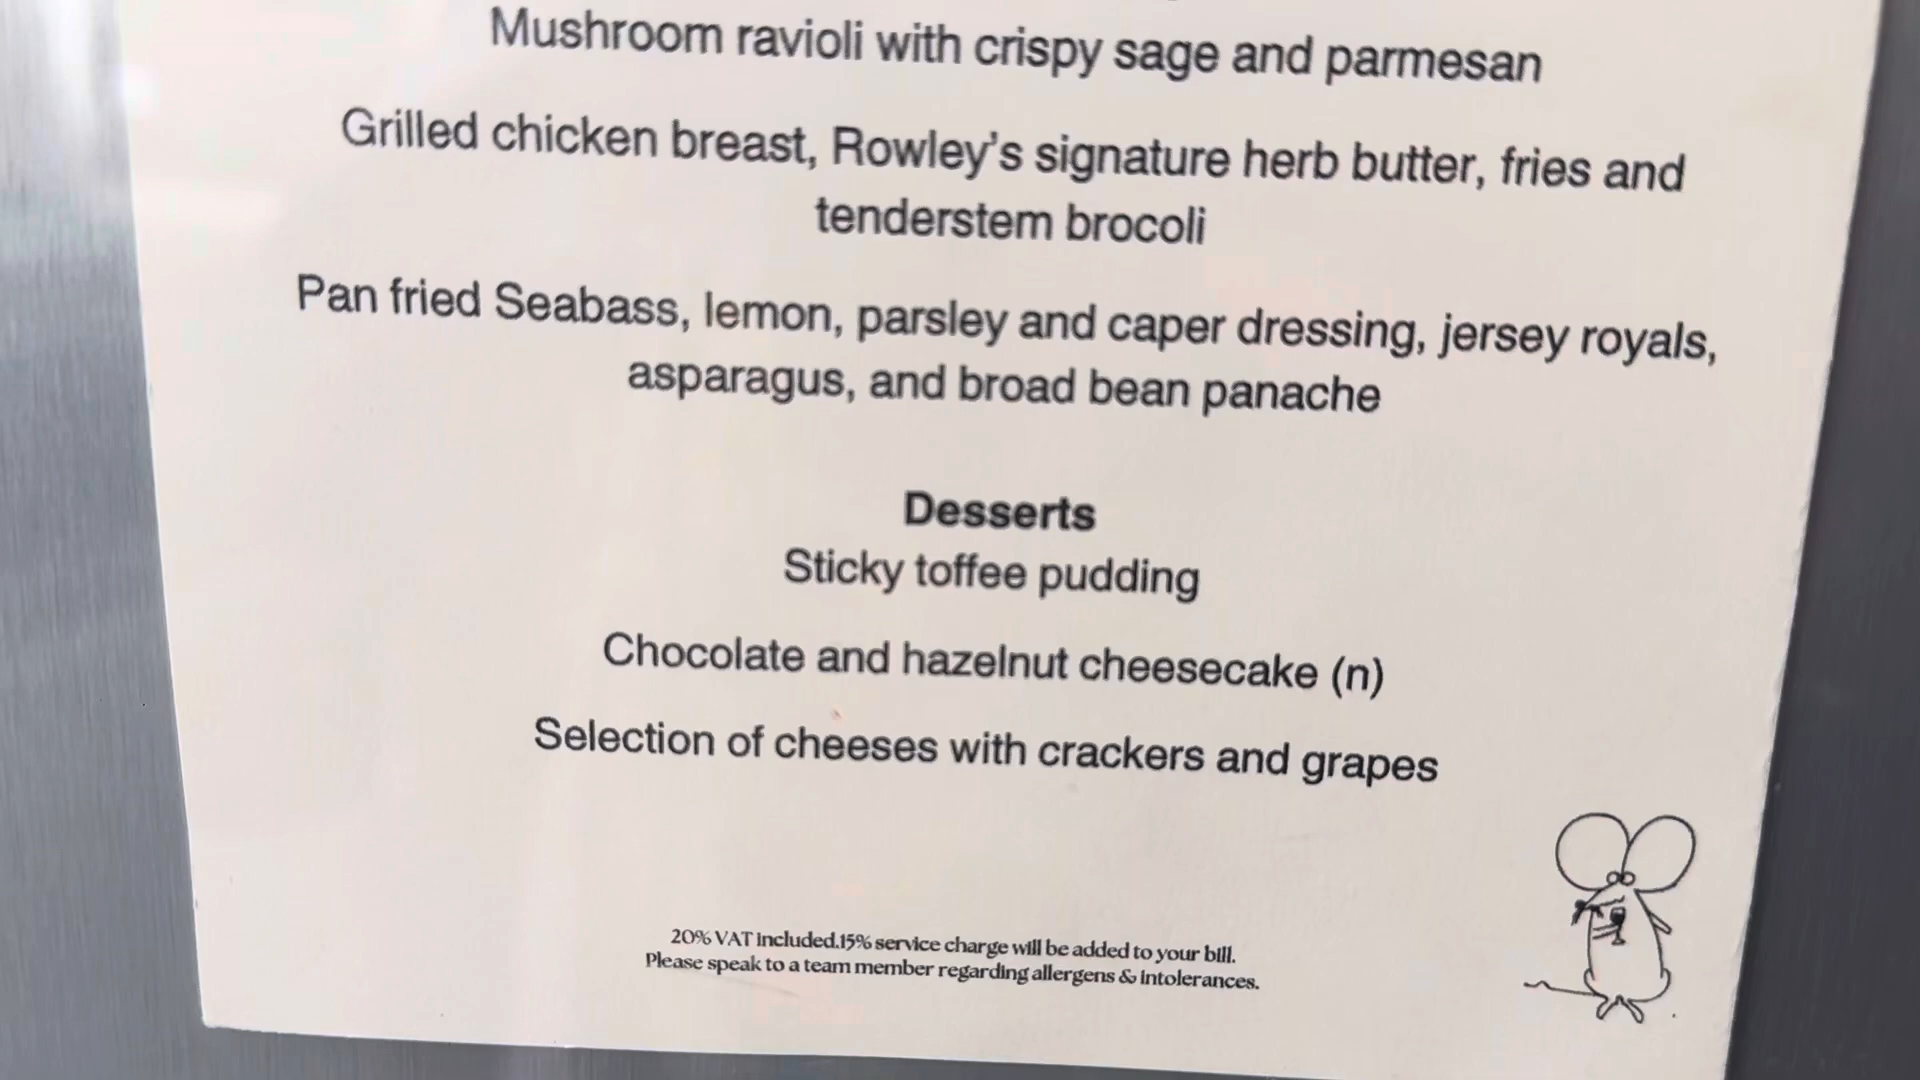 Mushroom ravioli with crispy sage and parmesan
Grilled chicken breast, Rowley's signature herb butter, fries and
tenderstem brocoli
Pan fried Seabass, lemon, parsley and caper dressing, jersey royals,
asparagus, and broad bean panache
Desserts
Sticky toffee pudding
Chocolate and hazelnut cheesecake (n)
Selection of cheeses with crackers and grapes
20% VAT included.15% service charge will be added to your bill.
Please speak to a team member regarding allergens & intolerances.